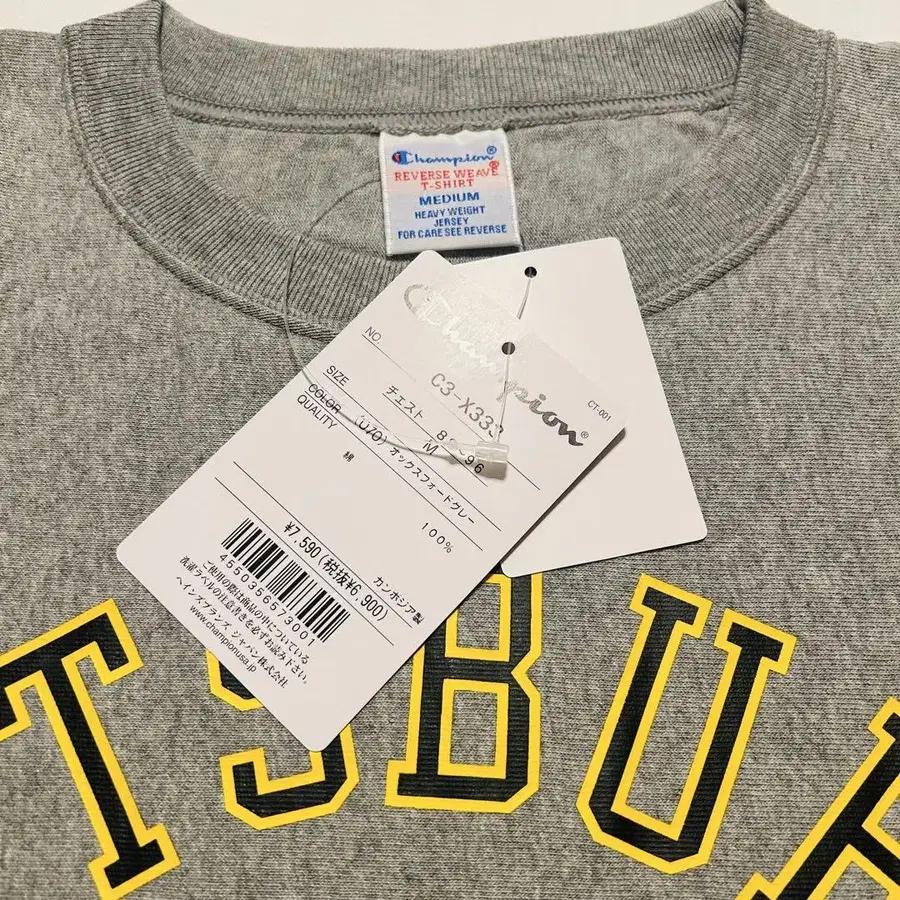 Champion®
REVERSE WEAVE®
T-SHIRT
MEDIUM
HEAVY WEIGHT
JERSEY
FOR CARE SEE REVERSE
Champion®
CT-001
NO.
C3-X333
SIZE
チェスト
96
M
COLOR
(070)オックスフォードグレー
QUALITY
綿
100%
カンボジア製
¥7,590(税抜¥6,900)
4550356573001
ご使用の際は商品の中についている
洗濯ラベルの注意書きを必ずお読み下さい。
ヘインズブランズ ジャパン株式会社
www.championusa.jp
TSBU